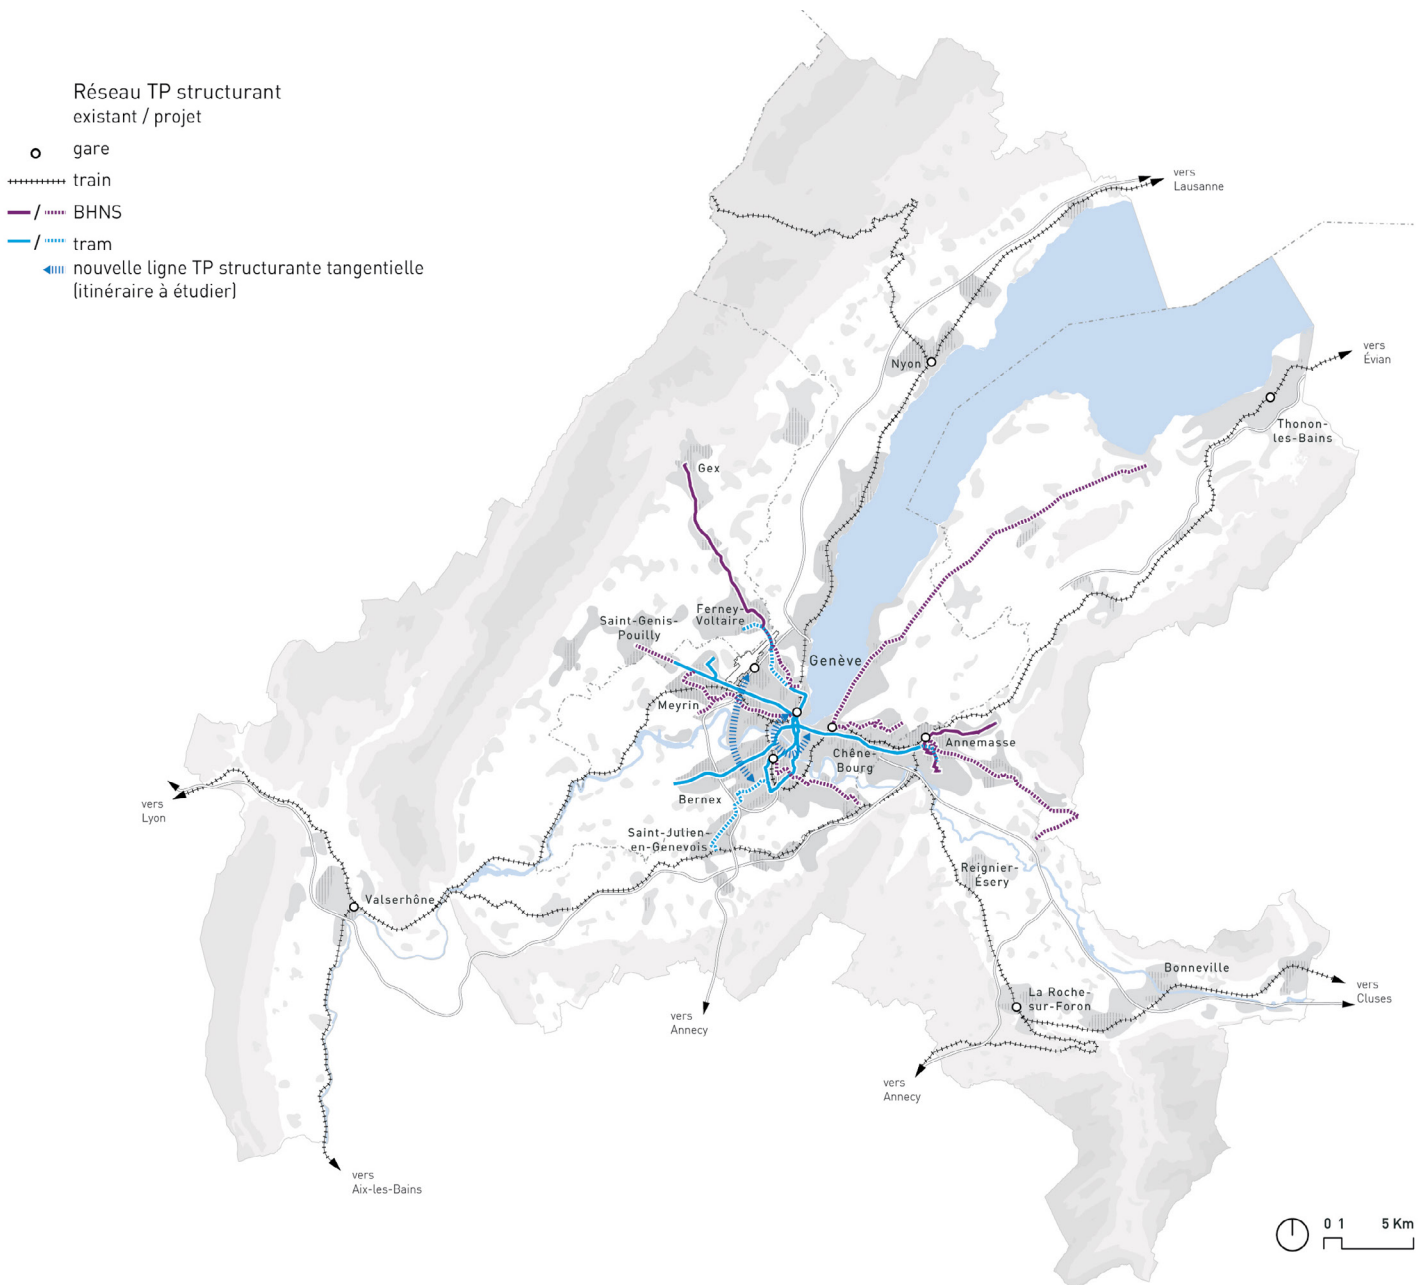 Réseau TP structurant
existant / projet
gare
train
/ BHNS
/ tram
nouvelle ligne TP structurante tangentielle
(itinéraire à étudier)
vers
Lausanne
vers
Évian
Nyon
Thonon-
les-Bains
Gex
Ferney-
Voltaire
Saint-Genis-
Pouilly
Genève
Meyrin
Annemasse
Chêne-
Bourg
Bernex
vers
Lyon
Saint-Julien-
en-Genevois
Reignier-
Ésery
Valserhône
Bonneville
vers
Cluses
La Roche-
sur-Foron
vers
Annecy
vers
Annecy
vers
Aix-les-Bains
0 1 5 Km